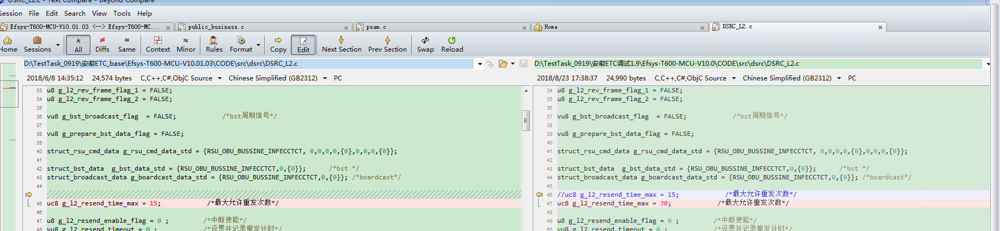 DSRC_L2.c - Text Compare - Beyond Compare
Session File Edit Search View Tools Help
Efsys-T600-MCU-V10.01.03 <--> Efsys-T600-MC... public_business.c psam.c Home DSRC_L2.c
Home Sessions All Diffs Same Context Minor Rules Format Copy Edit Next Section Prev Section Swap Reload
D:\TestTask_0919\安徽ETC_base\Efsys-T600-MCU-V10.01.03\CODE\src\dsrc\DSRC_L2.c
2018/6/8 14:35:12 24,574 bytes C,C++,C#,ObjC Source Chinese Simplified (GB2312) PC
33 u8 g_l2_rev_frame_flag_1 = FALSE;
34 u8 g_l2_rev_frame_flag_2 = FALSE;
35
36 vu8 g_bst_broadcast_flag = FALSE; /*bst周期信号*/
37
38 vu8 g_prepare_bst_data_flag = FALSE;
39
40 struct_rsu_cmd_data g_rsu_cmd_data_std = {RSU_OBU_BUSSINE_INFECCTCT, 0,0,0,0,{0},0,0,0,{0}};
41
42 struct_bst_data g_bst_data_std = {RSU_OBU_BUSSINE_INFECCTCT,0,{0}}; /*bst */
43 struct_broadcast_data g_boardcast_data_std = {RSU_OBU_BUSSINE_INFECCTCT,0,{0}}; /*boardcast*/
44
45 uc8 g_l2_resend_time_max = 15; /*最大允许重发次数*/
46
47 u8 g_l2_resend_enable_flag = 0 ; /*中断使能*/
48 vu8 g_l2_resend_timeout = 0 ; /*设置并记录重发计时*/
D:\TestTask_0919\安徽ETC调试1.9\Efsys-T600-MCU-V10.0\CODE\src\dsrc\DSRC_L2.c
2018/8/23 17:38:37 24,990 bytes C,C++,C#,ObjC Source Chinese Simplified (GB2312) PC
34 u8 g_l2_rev_frame_flag_1 = FALSE;
35 u8 g_l2_rev_frame_flag_2 = FALSE;
36
37 vu8 g_bst_broadcast_flag = FALSE; /*bst周期信号*/
38
39 vu8 g_prepare_bst_data_flag = FALSE;
40
41 struct_rsu_cmd_data g_rsu_cmd_data_std = {RSU_OBU_BUSSINE_INFECCTCT, 0,0,0,0,{0},0,0,0,{0}};
42
43 struct_bst_data g_bst_data_std = {RSU_OBU_BUSSINE_INFECCTCT,0,{0}}; /*bst */
44 struct_broadcast_data g_boardcast_data_std = {RSU_OBU_BUSSINE_INFECCTCT,0,{0}}; /*boardcast*/
45
46 //uc8 g_l2_resend_time_max = 15; /*最大允许重发次数*/
47 uc8 g_l2_resend_time_max = 30; /*最大允许重发次数*/
48
49 u8 g_l2_resend_enable_flag = 0 ; /*中断使能*/
50 vu8 g_l2_resend_timeout = 0 ; /*设置并记录重发计时*/